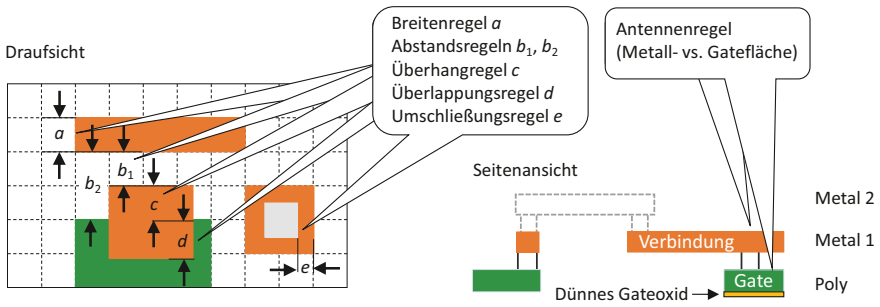 Draufsicht
Breitenregel a
Abstandsregeln b1, b2
Überhangregel c
Überlappungsregel d
Umschließungsregel e
a
b1
b2
c
d
e
Antennenregel
(Metall- vs. Gatefläche)
Seitenansicht
Metal 2
Verbindung
Metal 1
Gate
Poly
Dünnes Gateoxid